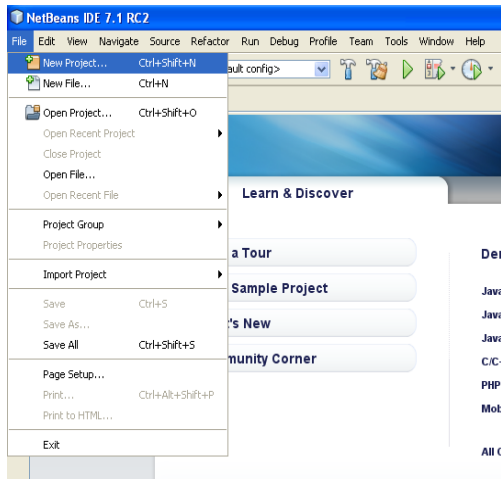 NetBeans IDE 7.1 RC2
File Edit View Navigate Source Refactor Run Debug Profile Team Tools Window Help
New Project... Ctrl+Shift+N
ault config>
New File... Ctrl+N
Open Project... Ctrl+Shift+O
Open Recent Project
Close Project
Open File...
Open Recent File
Learn & Discover
Project Group
Project Properties
a Tour
Import Project
Sample Project
Save Ctrl+S
Save As...
's New
Save All Ctrl+Shift+S
munity Corner
Page Setup...
Print... Ctrl+Alt+Shift+P
Print to HTML...
Exit
Der
Java
Java
Java
C/C
PHP
Mob
All